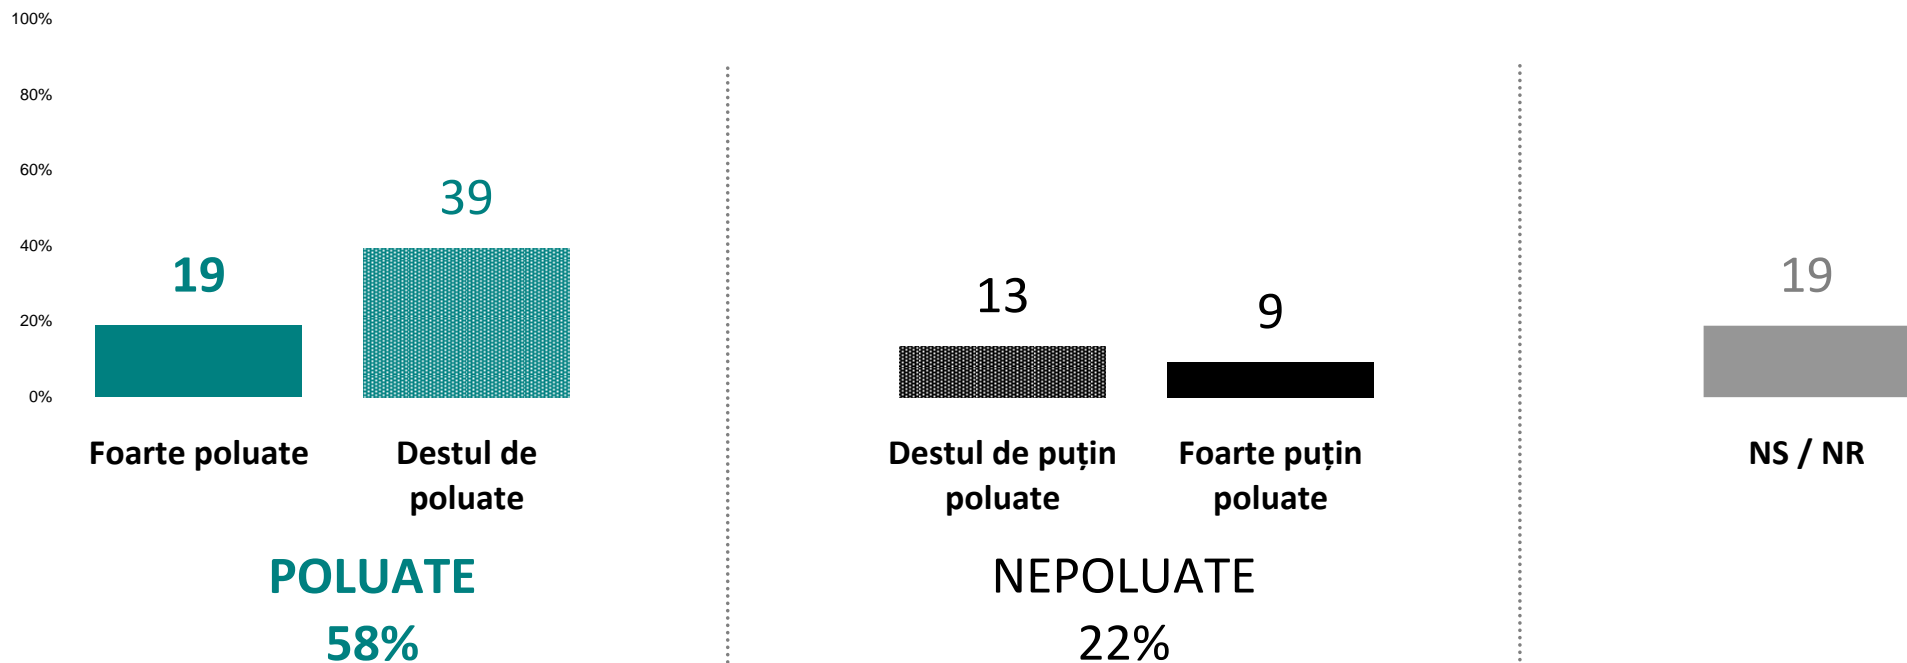 100%
80%
60%
40%
20%
0%
19
39
13
9
19
Foarte poluate
Destul de
poluate
Destul de puțin
poluate
Foarte puțin
poluate
NS / NR
POLUATE
58%
NEPOLUATE
22%